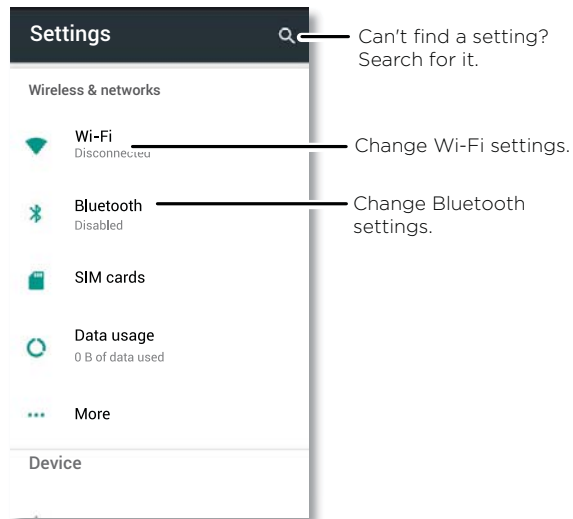 Settings
Can't find a setting?
Search for it.
Wireless & networks
Wi-Fi
Disconnected
Change Wi-Fi settings.
Bluetooth
Disabled
Change Bluetooth
settings.
SIM cards
Data usage
0 B of data used
More
Device